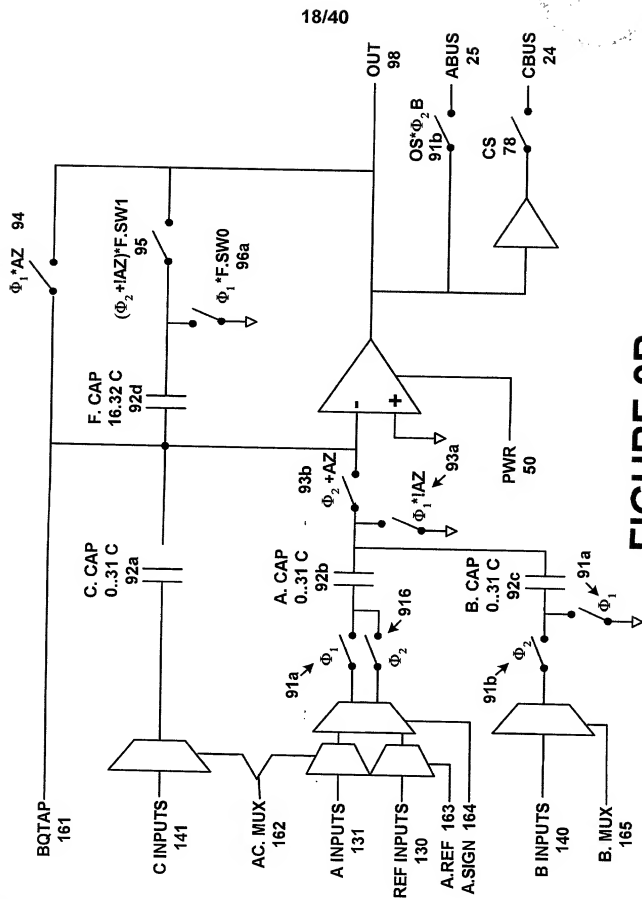 18/40
BQTAP
161
Φ1*AZ 94
C INPUTS
141
C. CAP
0..31 C
92a
F. CAP
16.32 C
92d
(Φ2+!AZ)*F.SW1
95
Φ1*F.SW0
96a
OUT
98
AC. MUX
162
A INPUTS
131
REF INPUTS
130
A.REF 163
A.SIGN 164
91a
Φ1
Φ2
916
A. CAP
0..31 C
92b
93b
Φ2+AZ
Φ1*!AZ
93a
-
+
PWR
50
OS*Φ2B
91b
ABUS
25
CS
78
CBUS
24
B INPUTS
140
B. MUX
165
91b
Φ2
B. CAP
0..31 C
92c
91a
Φ1